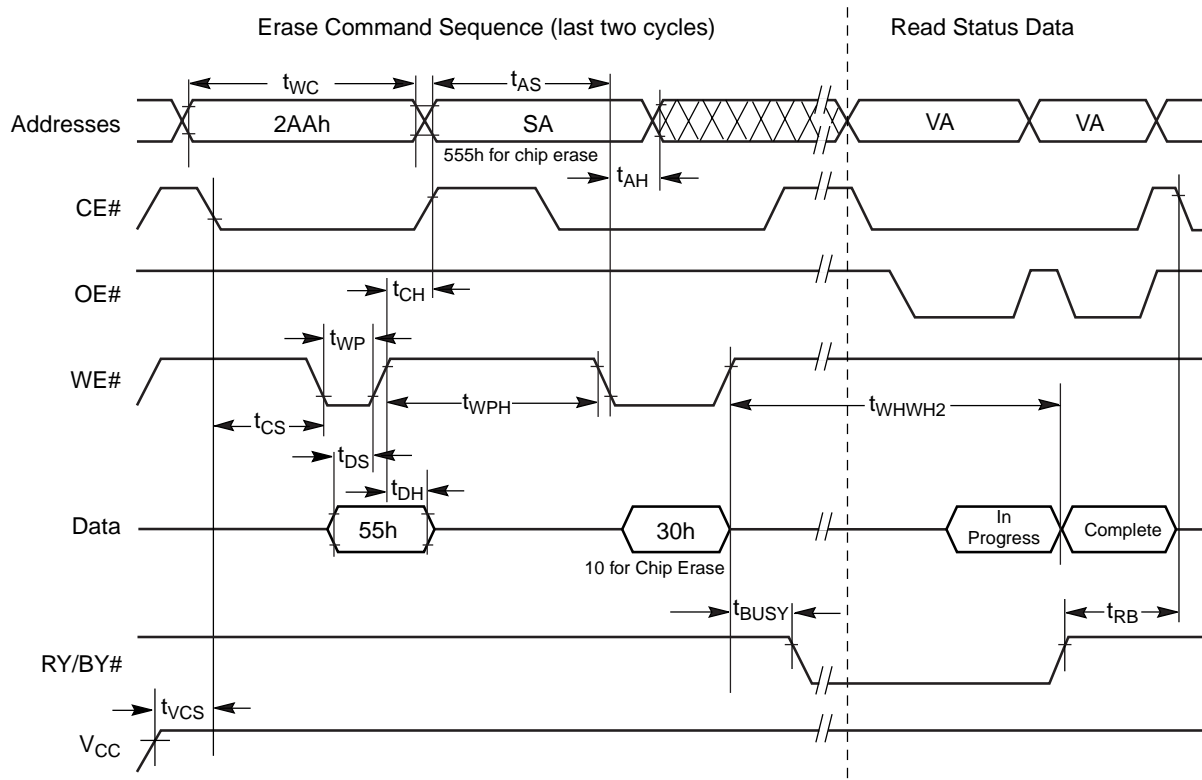 Erase Command Sequence (last two cycles) Read Status Data
tWC tAS
Addresses 2AAh SA VA VA
555h for chip erase
tAH
CE#
OE#
tCH
tWP
WE#
tWPH tWHWH2
tCS
tDS
tDH
Data 55h 30h In Progress Complete
10 for Chip Erase
tBUSY tRB
RY/BY#
tVCS
VCC